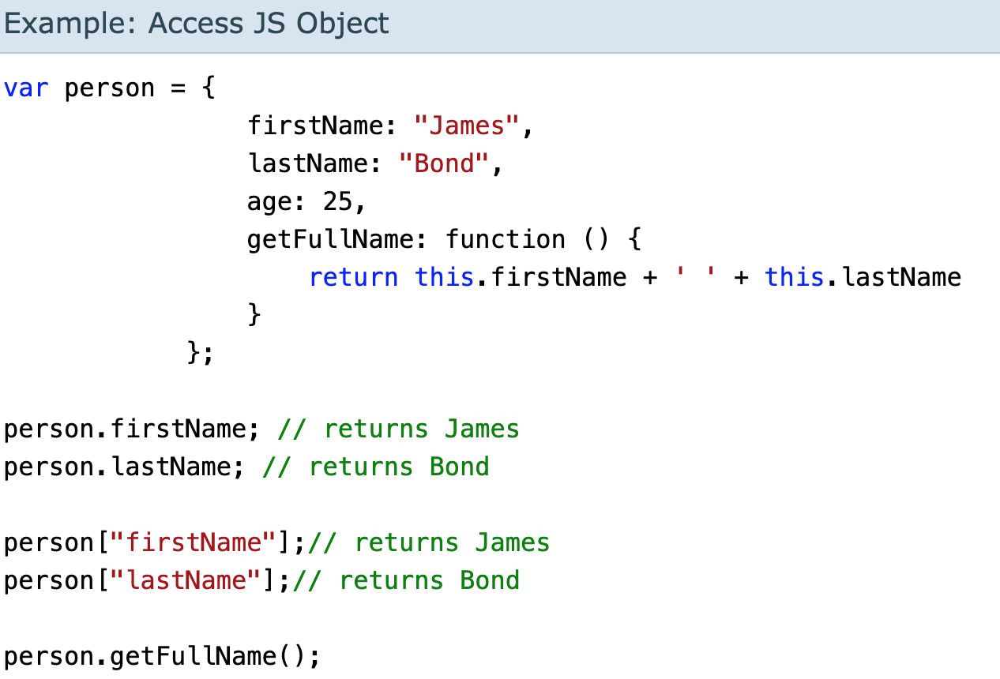 Example: Access JS Object
var person = {
                firstName: "James",
                lastName: "Bond",
                age: 25,
                getFullName: function () {
                    return this.firstName + ' ' + this.lastName
                }
            };
person.firstName; // returns James
person.lastName; // returns Bond
person["firstName"];// returns James
person["lastName"];// returns Bond
person.getFullName();